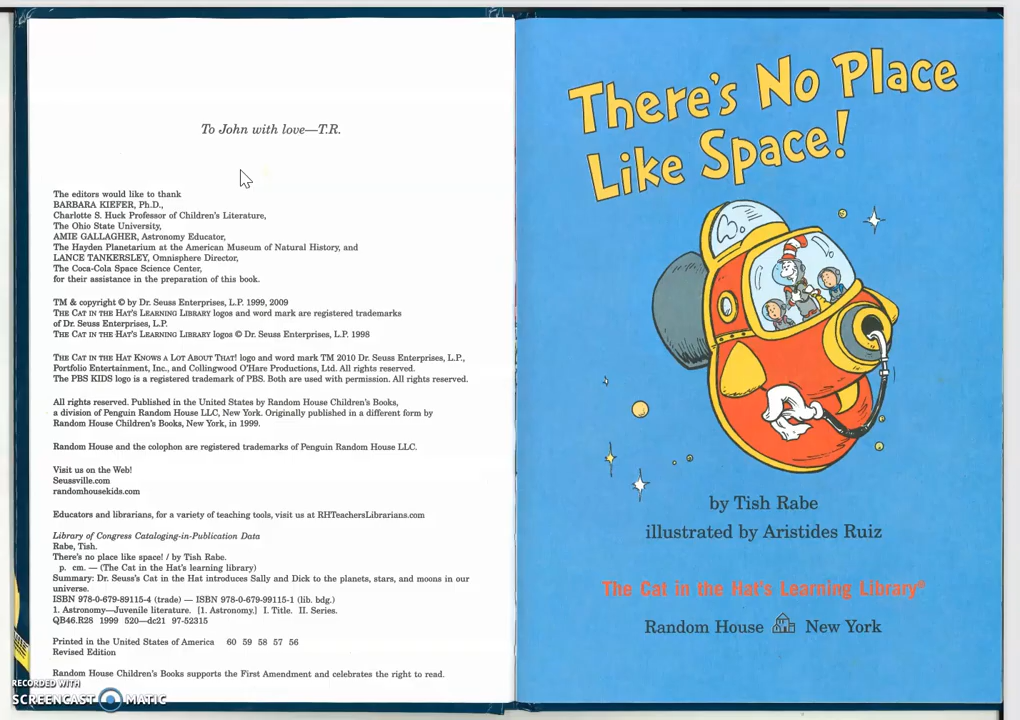 To John with love—T.R.
The editors would like to thank
BARBARA KIEFER, Ph.D.,
Charlotte S. Huck Professor of Children's Literature,
The Ohio State University,
AMIE GALLAGHER, Astronomy Educator,
The Hayden Planetarium at the American Museum of Natural History, and
LANCE TANKERSLEY, Omnisphere Director,
The Coca-Cola Space Science Center,
for their assistance in the preparation of this book.
TM & copyright © by Dr. Seuss Enterprises, L.P. 1999, 2009
THE CAT IN THE HAT'S LEARNING LIBRARY logos and word mark are registered trademarks
of Dr. Seuss Enterprises, L.P.
THE CAT IN THE HAT'S LEARNING LIBRARY logos © Dr. Seuss Enterprises, L.P. 1998
THE CAT IN THE HAT KNOWS A LOT ABOUT THAT! logo and word mark TM 2010 Dr. Seuss Enterprises, L.P.,
Portfolio Entertainment, Inc., and Collingwood O'Hare Productions, Ltd. All rights reserved.
The PBS KIDS logo is a registered trademark of PBS. Both are used with permission. All rights reserved.
All rights reserved. Published in the United States by Random House Children's Books,
a division of Penguin Random House LLC, New York. Originally published in a different form by
Random House Children's Books, New York, in 1999.
Random House and the colophon are registered trademarks of Penguin Random House LLC.
Visit us on the Web!
Seussville.com
randomhousekids.com
Educators and librarians, for a variety of teaching tools, visit us at RHTeachersLibrarians.com
Library of Congress Cataloging-in-Publication Data
Rabe, Tish.
There's no place like space! / by Tish Rabe.
p. cm. — (The Cat in the Hat's learning library)
Summary: Dr. Seuss's Cat in the Hat introduces Sally and Dick to the planets, stars, and moons in our
universe.
ISBN 978-0-679-89115-4 (trade) — ISBN 978-0-679-99115-1 (lib. bdg.)
1. Astronomy—Juvenile literature. [1. Astronomy.] I. Title. II. Series.
QB46.R28 1999 520—dc21 97-52315
Printed in the United States of America 60 59 58 57 56
Revised Edition
Random House Children's Books supports the First Amendment and celebrates the right to read.
RECORDED WITH
SCREENCAST MATIC
There's No Place
Like Space!
by Tish Rabe
illustrated by Aristides Ruiz
The Cat in the Hat's Learning Library®
Random House New York